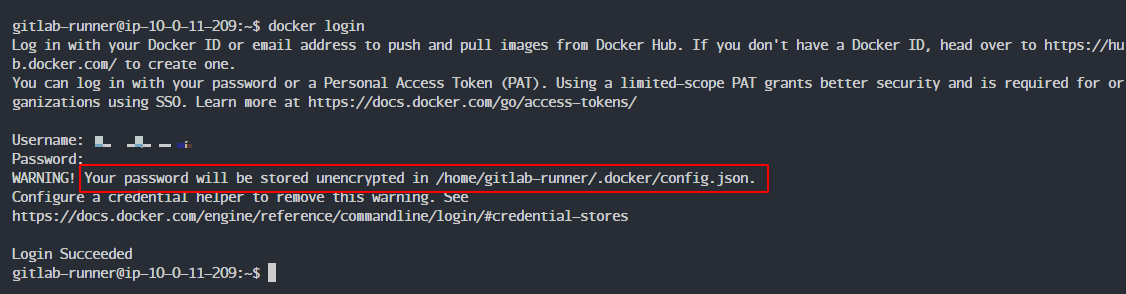 gitlab-runner@ip-10-0-11-209:~$ docker login
Log in with your Docker ID or email address to push and pull images from Docker Hub. If you don't have a Docker ID, head over to https://hu
b.docker.com/ to create one.
You can log in with your password or a Personal Access Token (PAT). Using a limited-scope PAT grants better security and is required for or
ganizations using SSO. Learn more at https://docs.docker.com/go/access-tokens/
Username:
Password:
WARNING! Your password will be stored unencrypted in /home/gitlab-runner/.docker/config.json.
Configure a credential helper to remove this warning. See
https://docs.docker.com/engine/reference/commandline/login/#credential-stores
Login Succeeded
gitlab-runner@ip-10-0-11-209:~$